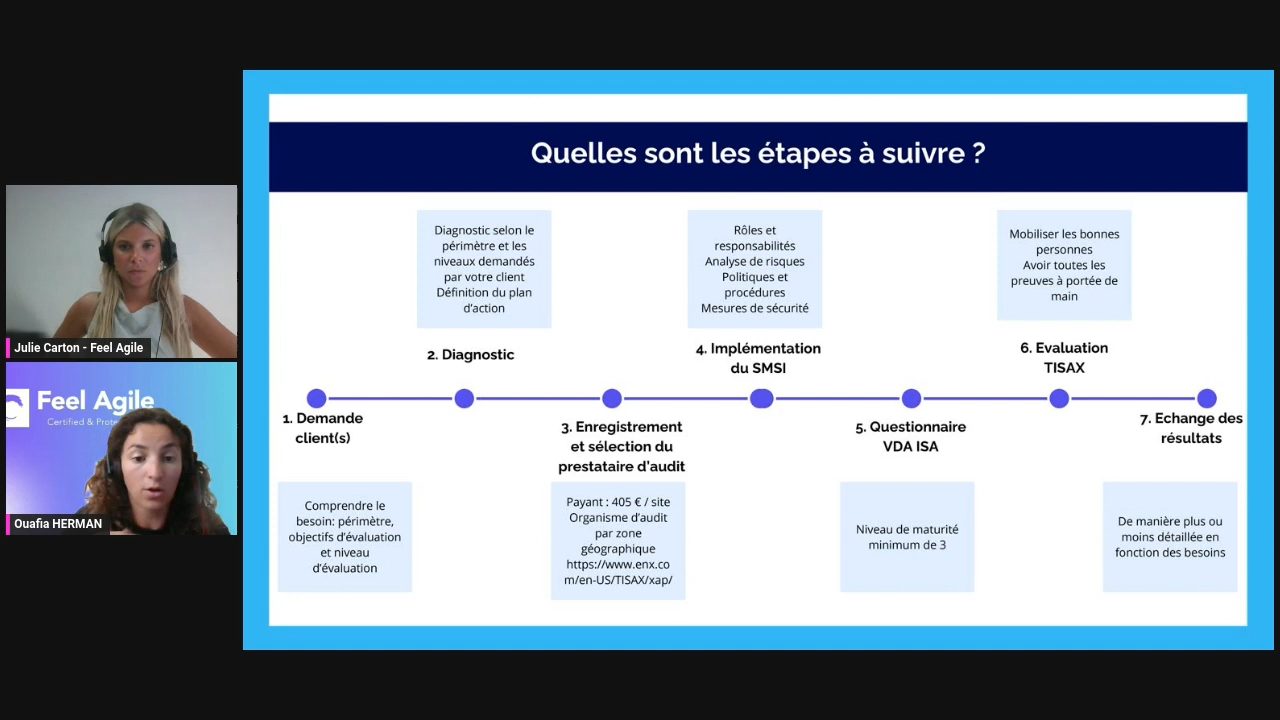 Quelles sont les étapes à suivre ?
Diagnostic selon le
périmètre et les
niveaux demandés
par votre client
Définition du plan
d'action
Rôles et
responsabilités
Analyse de risques
Politiques et
procédures
Mesures de sécurité
Mobiliser les bonnes
personnes
Avoir toutes les
preuves à portée de
main
2. Diagnostic
4. Implémentation
du SMSI
6. Evaluation
TISAX
1. Demande
client(s)
3. Enregistrement
et sélection du
prestataire d'audit
5. Questionnaire
VDA ISA
7. Echange des
résultats
Comprendre le
besoin: périmètre,
objectifs d'évaluation
et niveau
d'évaluation
Payant : 405 € / site
Organisme d'audit
par zone
géographique
https://www.enx.co
m/en-US/TISAX/xap/
Niveau de maturité
minimum de 3
De manière plus ou
moins détaillée en
fonction des besoins
Julie Carton - Feel Agile
Feel Agile
Certified &
Ouafia HERMAN